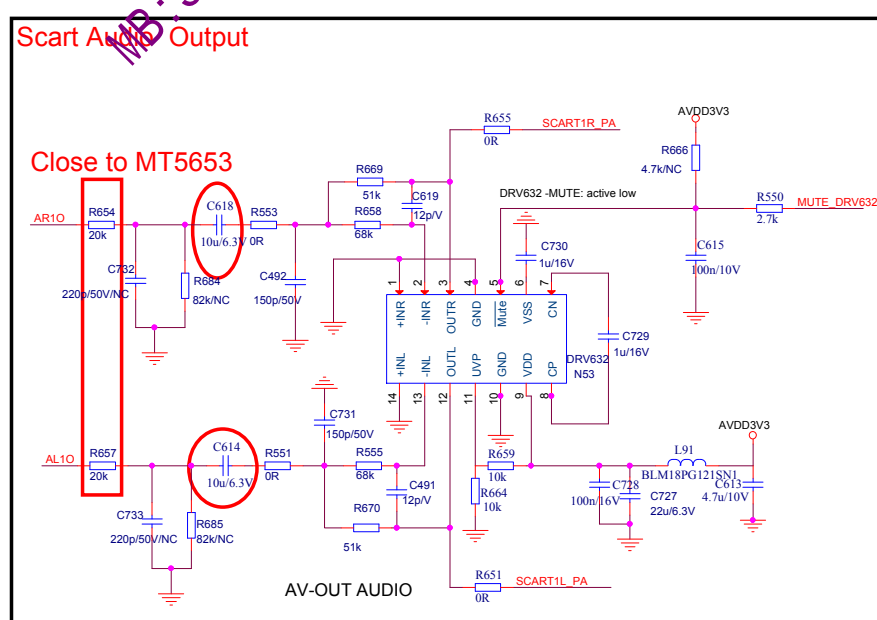 MB
Scart Audio Output
R655
SCART1R_PA
0R
AVDD3V3
Close to MT5653
R669
51k
C619
12p/V
R666
4.7k/NC
DRV632 -MUTE: active low
AR1O
R654
20k
C618
10u/6.3V
R553
0R
R658
68k
R550
2.7k
MUTE_DRV632
C732
220p/50V/NC
R684
82k/NC
C492
150p/50V
C730
1u/16V
C615
100n/10V
1 2 3 4 5 6 7
+INR -INR OUTR GND Mute VSS CN
C729
1u/16V
+INL -INL OUTL UVP GND VDD CP
DRV632
N53
14 13 12 11 10 9 8
C731
150p/50V
AL1O
R657
20k
C614
10u/6.3V
R551
0R
R555
68k
C491
12p/V
R659
10k
R664
10k
AVDD3V3
L91
BLM18PG121SN1
C728
100n/16V
C727
22u/6.3V
C613
4.7u/10V
C733
220p/50V/NC
R685
82k/NC
R670
51k
AV-OUT AUDIO
R651
0R
SCART1L_PA